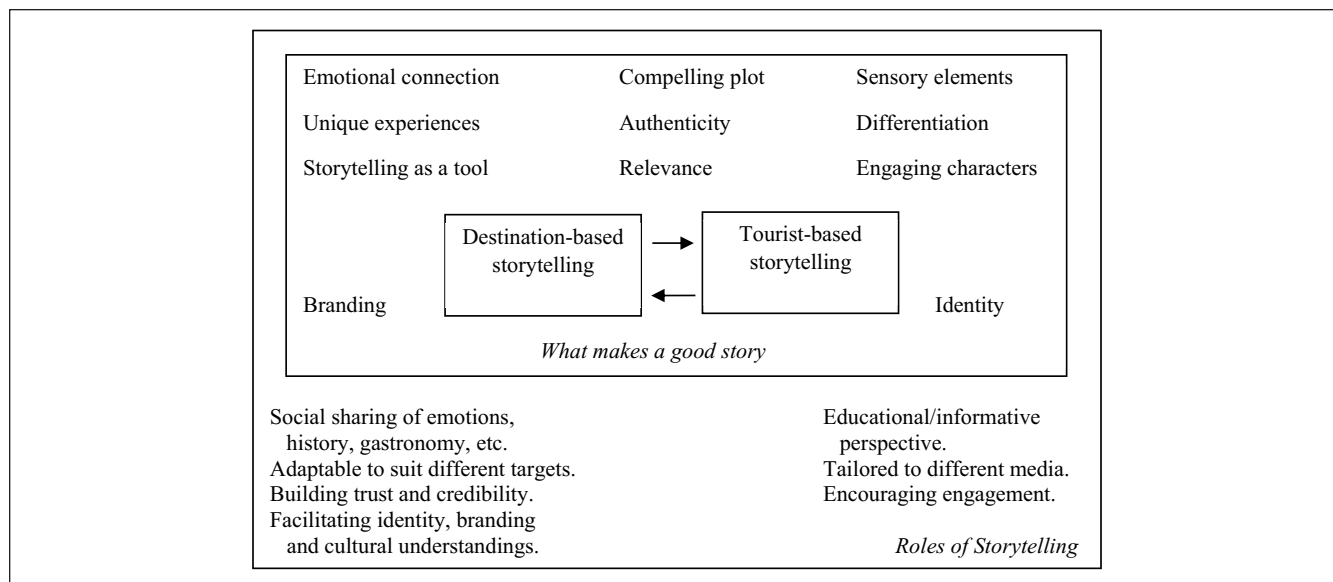 Emotional connection Compelling plot Sensory elements
Unique experiences Authenticity Differentiation
Storytelling as a tool Relevance Engaging characters
Destination-based
storytelling
Tourist-based
storytelling
Branding
Identity
What makes a good story
Social sharing of emotions,
history, gastronomy, etc.
Adaptable to suit different targets.
Building trust and credibility.
Facilitating identity, branding
and cultural understandings.
Educational/informative
perspective.
Tailored to different media.
Encouraging engagement.
Roles of Storytelling